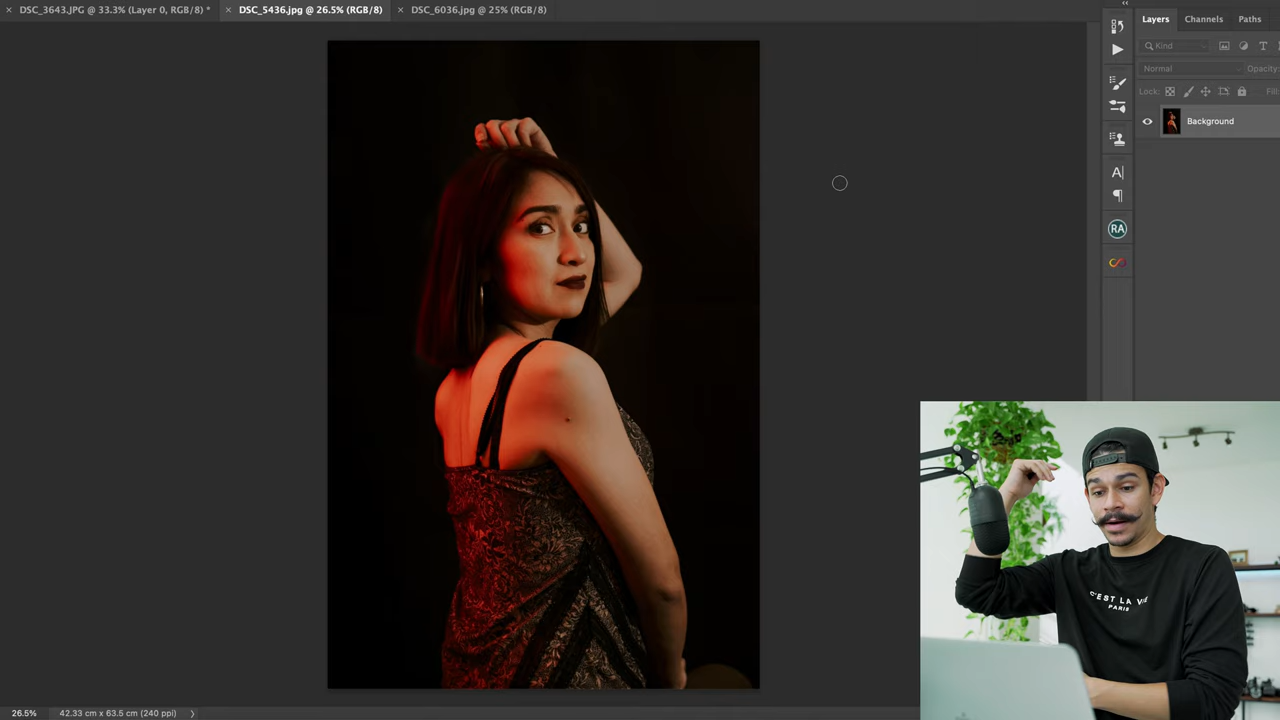 DSC_3643.JPG @ 33.3% (Layer 0, RGB/8) *
DSC_5436.jpg @ 26.5% (RGB/8)
DSC_6036.jpg @ 25% (RGB/8)
Layers Channels Paths
Kind
Normal Opacity:
Lock: Fill:
Background
A|
RA
C'EST LA VIE
PARIS
26.5% 42.33 cm x 63.5 cm (240 ppi)